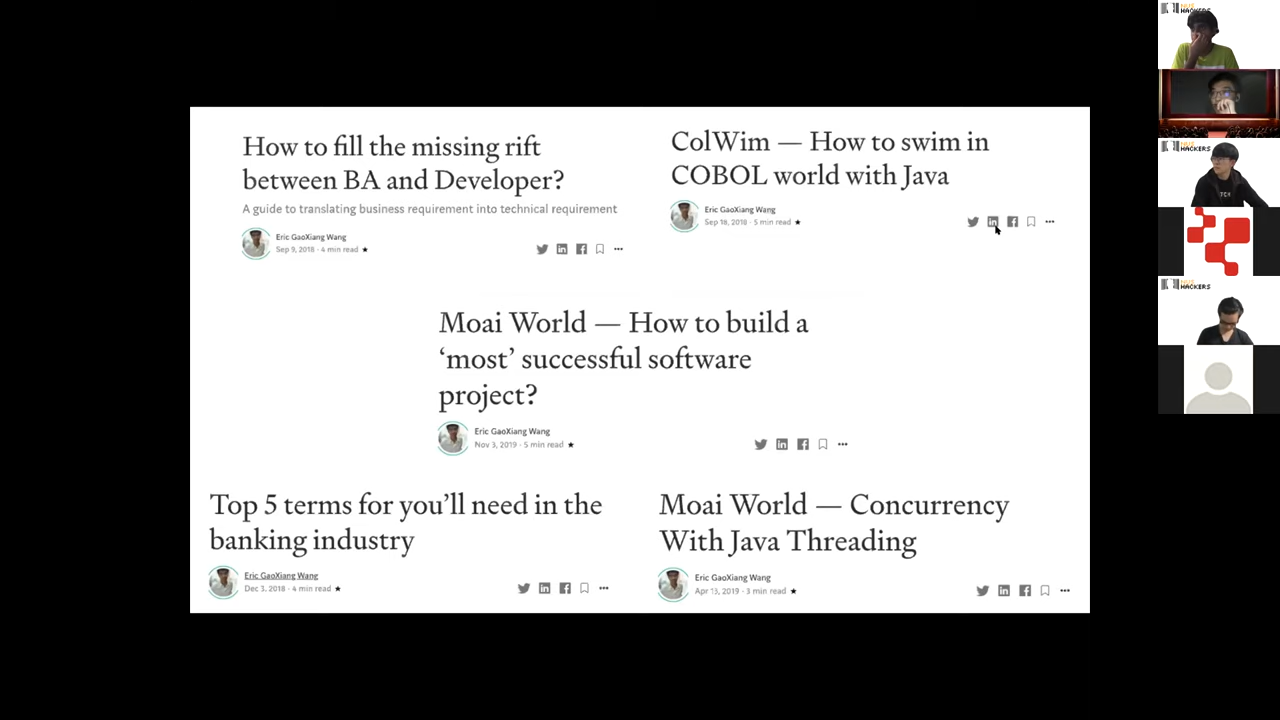 How to fill the missing rift
between BA and Developer?
A guide to translating business requirement into technical requirement
Eric GaoXiang Wang
Sep 9, 2018 · 4 min read ★
ColWim — How to swim in
COBOL world with Java
Eric GaoXiang Wang
Sep 18, 2018 · 5 min read ★
Moai World — How to build a
‘most’ successful software
project?
Eric GaoXiang Wang
Nov 3, 2019 · 5 min read ★
Top 5 terms for you’ll need in the
banking industry
Eric GaoXiang Wang
Dec 3, 2018 · 4 min read ★
Moai World — Concurrency
With Java Threading
Eric GaoXiang Wang
Apr 13, 2019 · 3 min read ★
HACKERS
HACKERS
HACKERS